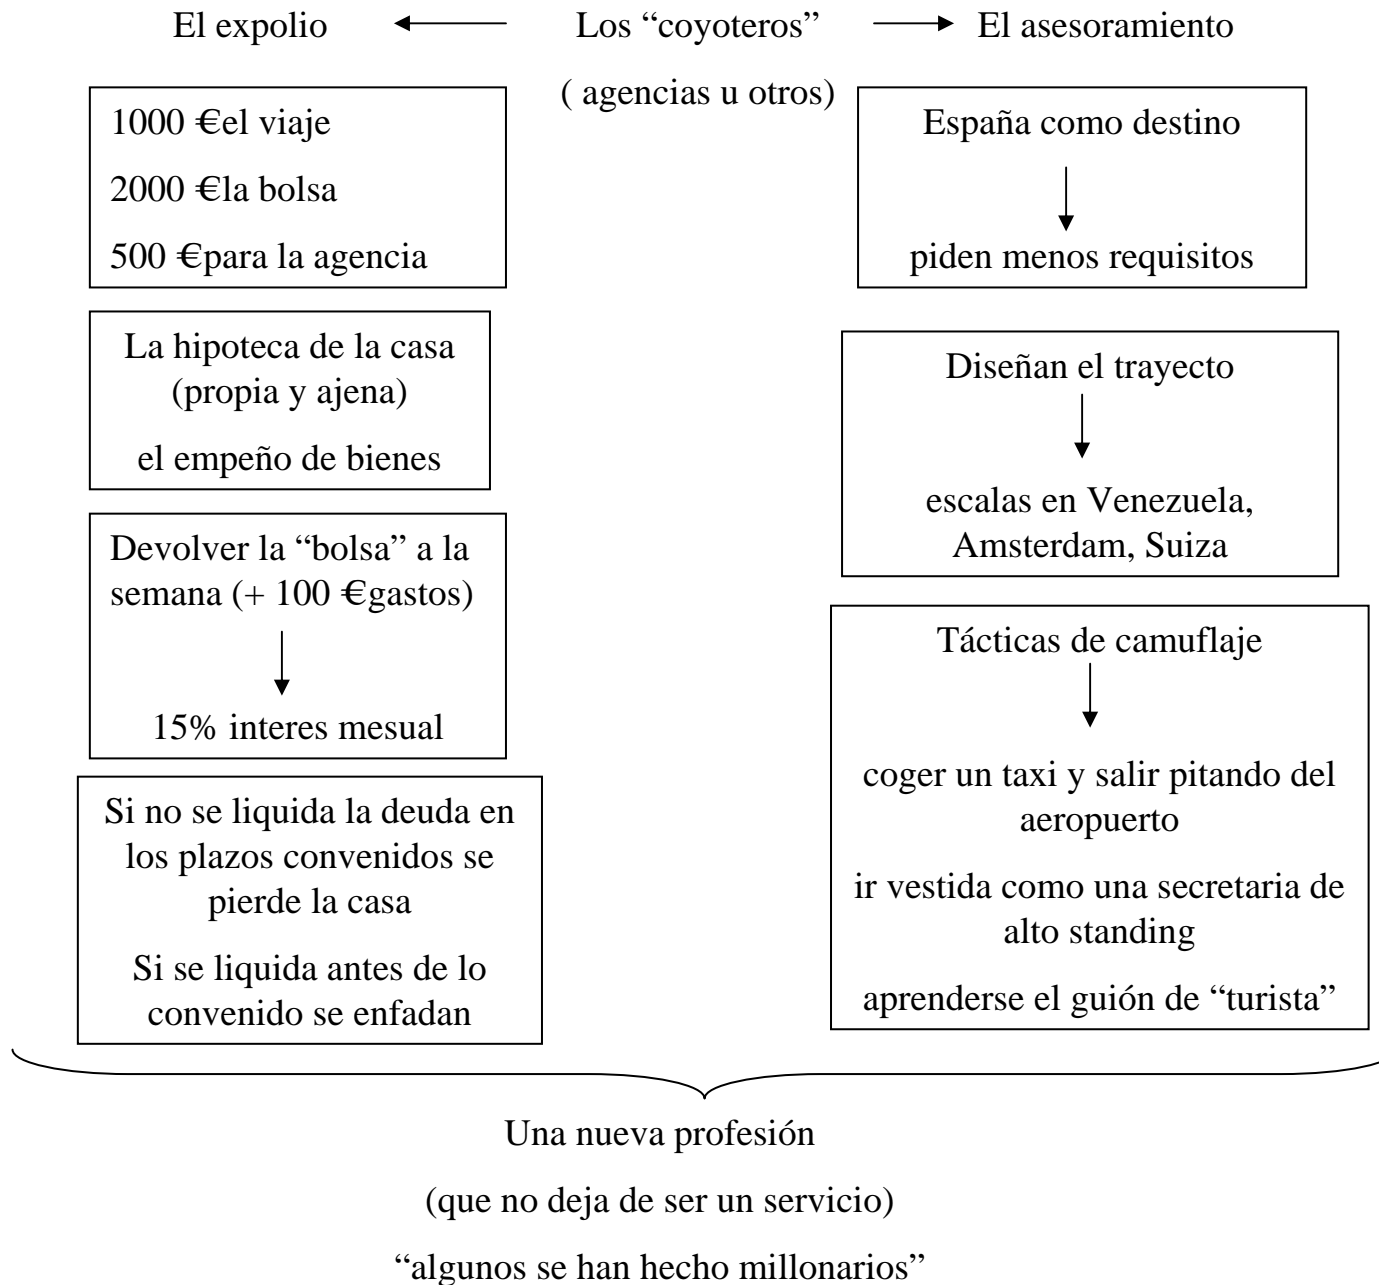 El expolio
Los “coyoteros”
El asesoramiento
( agencias u otros)
1000 €el viaje
2000 €la bolsa
500 €para la agencia
La hipoteca de la casa
(propia y ajena)
el empeño de bienes
Devolver la “bolsa” a la
semana (+ 100 €gastos)
15% interes mesual
Si no se liquida la deuda en
los plazos convenidos se
pierde la casa
Si se liquida antes de lo
convenido se enfadan
España como destino
piden menos requisitos
Diseñan el trayecto
escalas en Venezuela,
Amsterdam, Suiza
Tácticas de camuflaje
coger un taxi y salir pitando del
aeropuerto
ir vestida como una secretaria de
alto standing
aprenderse el guión de “turista”
Una nueva profesión
(que no deja de ser un servicio)
“algunos se han hecho millonarios”